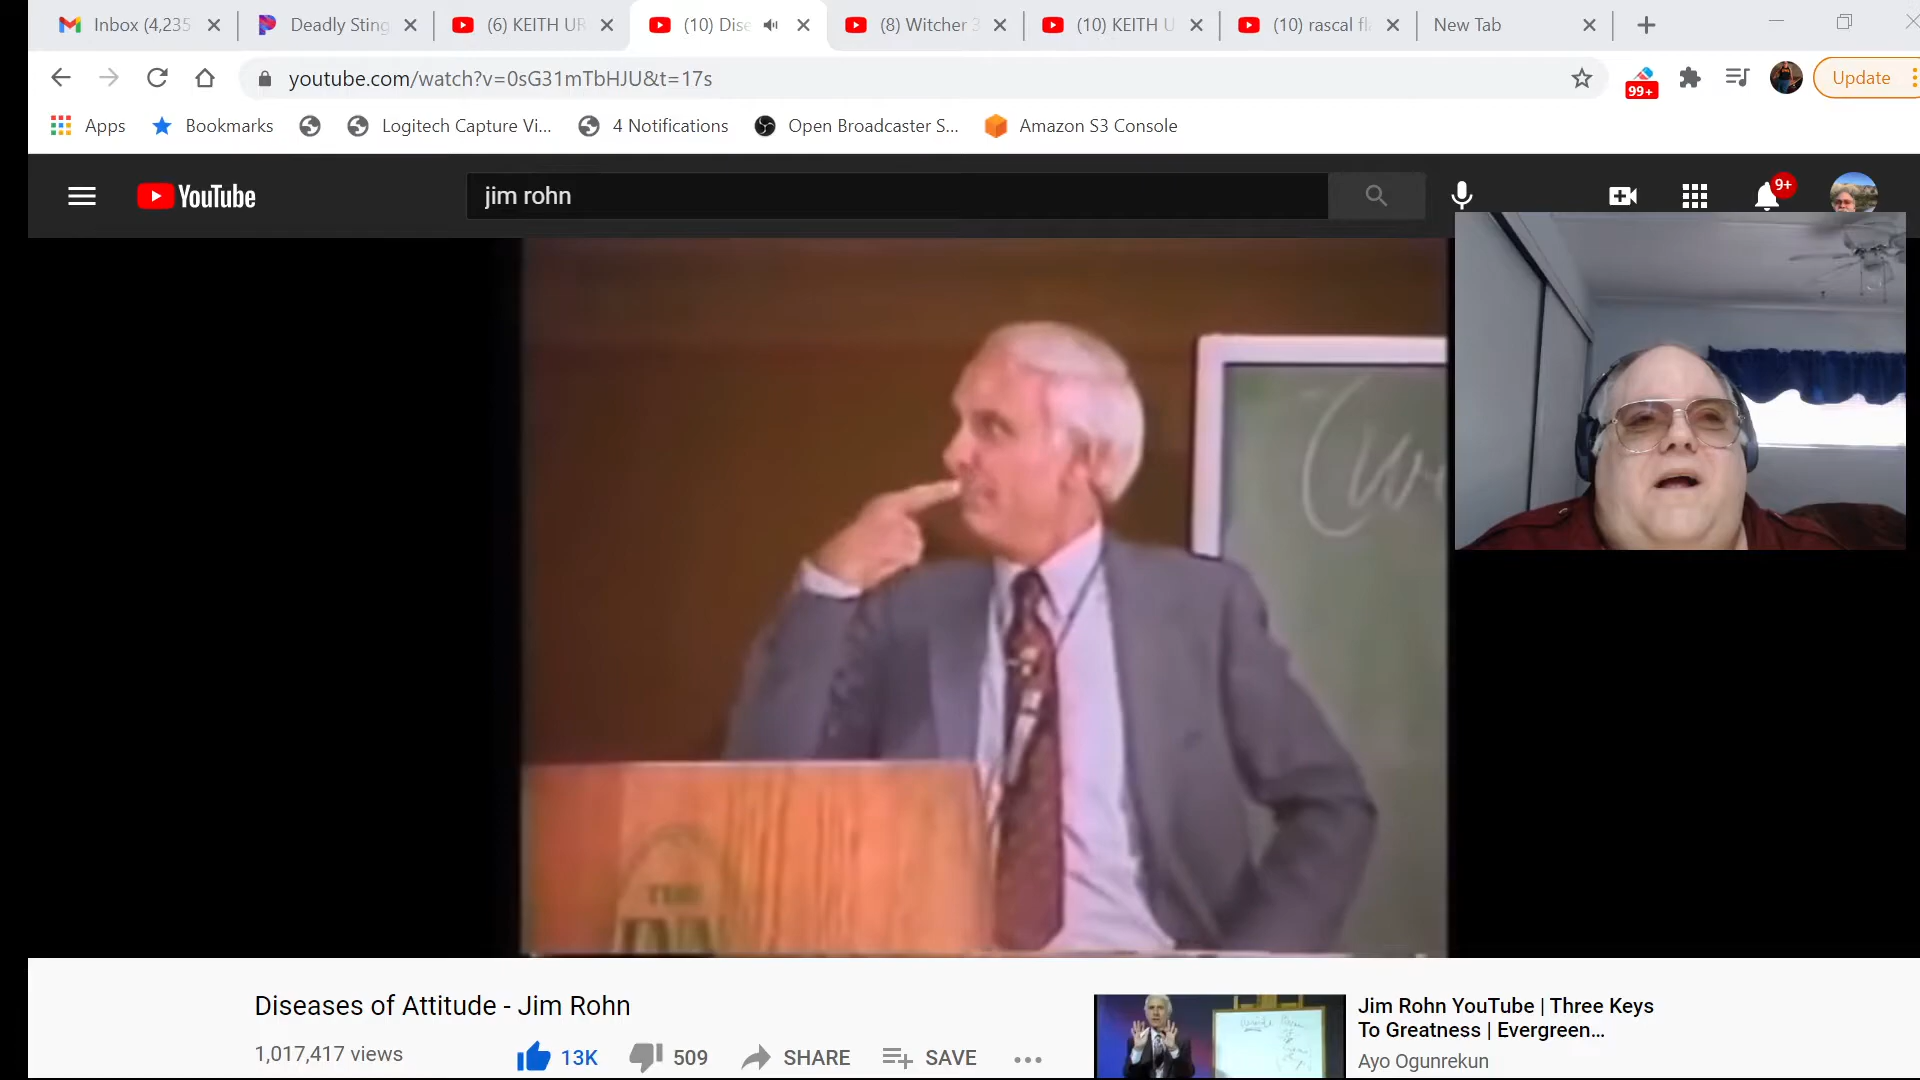 Inbox (4,235
Deadly Sting
(6) KEITH UR
(10) Dise
(8) Witcher 3
(10) KEITH U
(10) rascal fl
New Tab
youtube.com/watch?v=0sG31mTbHJU&t=17s
99+
Update
Apps
Bookmarks
Logitech Capture Vi...
4 Notifications
Open Broadcaster S...
Amazon S3 Console
YouTube
jim rohn
9+
Diseases of Attitude - Jim Rohn
1,017,417 views
13K
509
SHARE
SAVE
Jim Rohn YouTube | Three Keys
To Greatness | Evergreen...
Ayo Ogunrekun